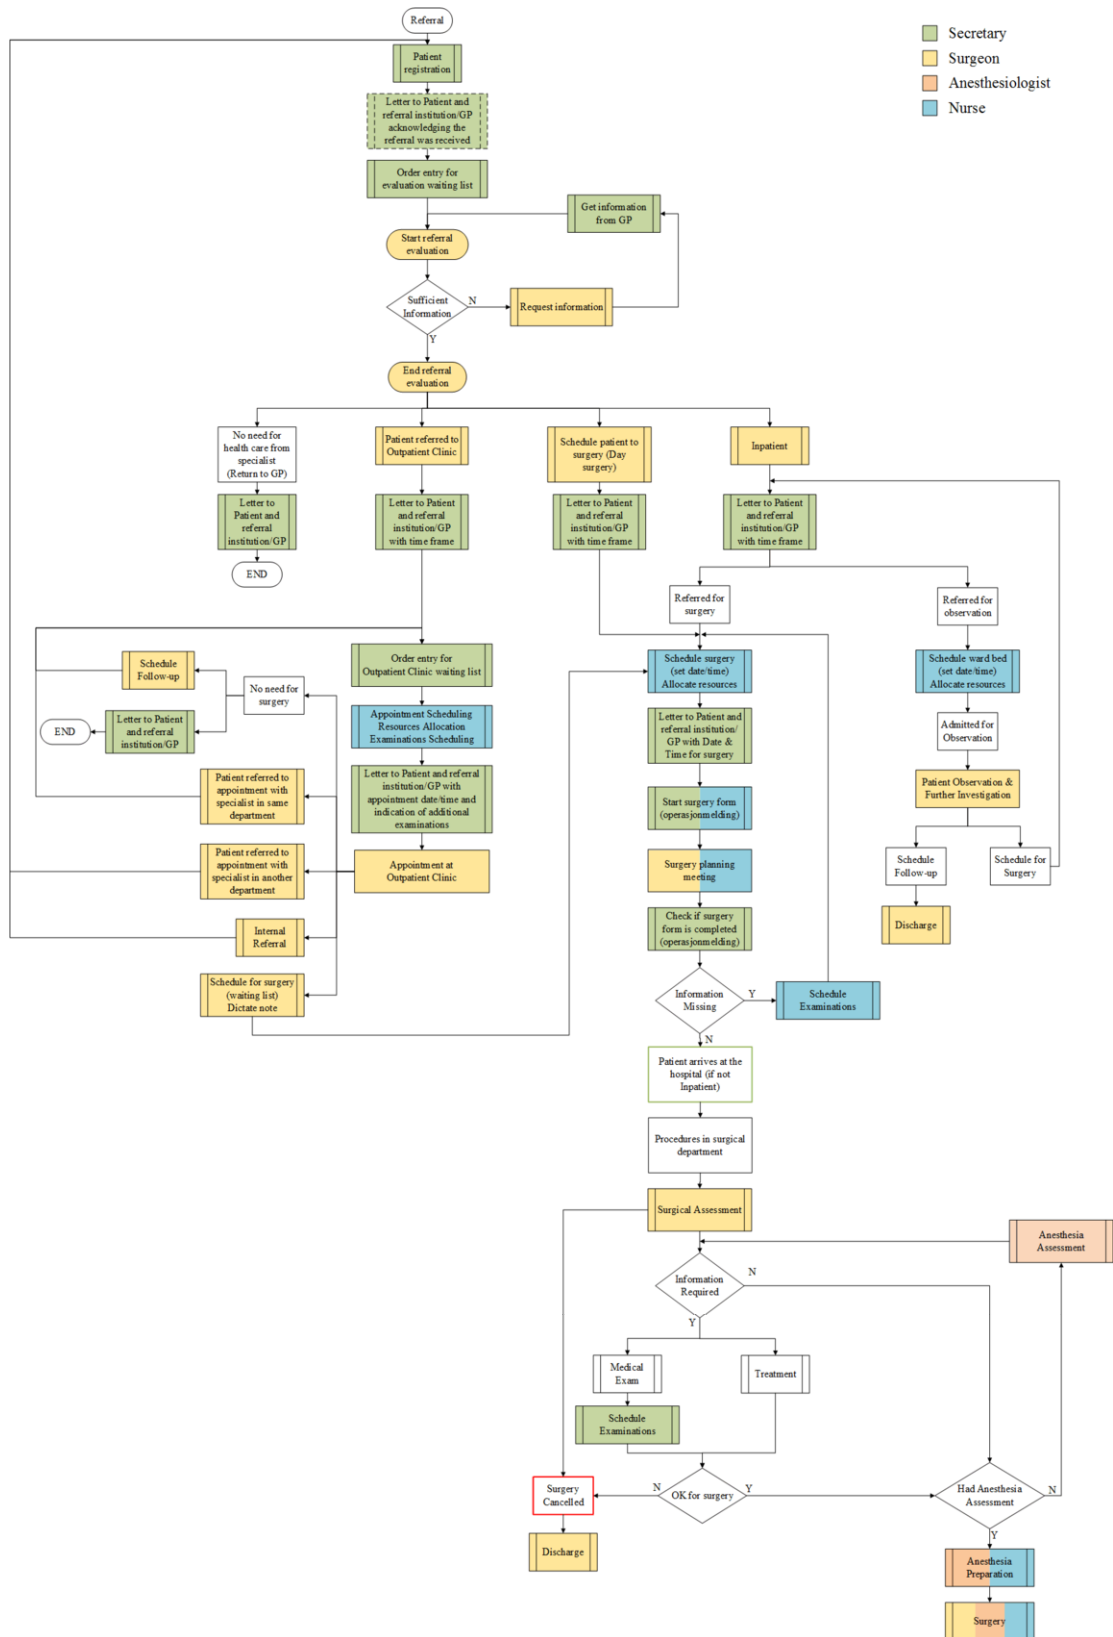 Referral
Secretary
Surgeon
Anesthesiologist
Nurse
Patient
registration
Letter to Patient and
referral institution/GP
acknowledging the
referral was received
Order entry for
evaluation waiting list
Get information
from GP
Start referral
evaluation
Sufficient
Information
N
Request information
Y
End referral
evaluation
No need for
health care from
specialist
(Return to GP)
Patient referred to
Outpatient Clinic
Schedule patient to
surgery (Day
surgery)
Inpatient
Letter to
Patient and
referral
institution/GP
Letter to Patient
and referral
institution/GP
with time frame
Letter to Patient
and referral
institution/GP
with time frame
Letter to Patient
and referral
institution/GP
with time frame
END
Referred for
surgery
Referred for
observation
Schedule
Follow-up
No need for
surgery
Order entry for
Outpatient Clinic waiting list
Schedule surgery
(set date/time)
Allocate resources
Schedule ward bed
(set date/time)
Allocate resources
END
Letter to Patient
and referral
institution/GP
Appointment Scheduling
Resources Allocation
Examinations Scheduling
Letter to Patient and
referral institution/
GP with Date &
Time for surgery
Admitted for
Observation
Patient referred to
appointment with
specialist in same
department
Letter to Patient and referral
institution/GP with
appointment date/time and
indication of additional
examinations
Start surgery form
(operasjonmelding)
Patient Observation &
Further Investigation
Patient referred to
appointment with
specialist in another
department
Appointment at
Outpatient Clinic
Surgery planning
meeting
Schedule
Follow-up
Schedule for
Surgery
Internal
Referral
Check if surgery
form is completed
(operasjonmelding)
Discharge
Schedule for surgery
(waiting list)
Dictate note
Information
Missing
Y
Schedule
Examinations
N
Patient arrives at the
hospital (if not
Inpatient)
Procedures in surgical
department
Surgical Assessment
Anesthesia
Assessment
Information
Required
N
Y
Medical
Exam
Treatment
Schedule
Examinations
Surgery
Cancelled
N
OK for surgery
Y
Had Anesthesia
Assessment
N
Y
Discharge
Anesthesia
Preparation
Surgery